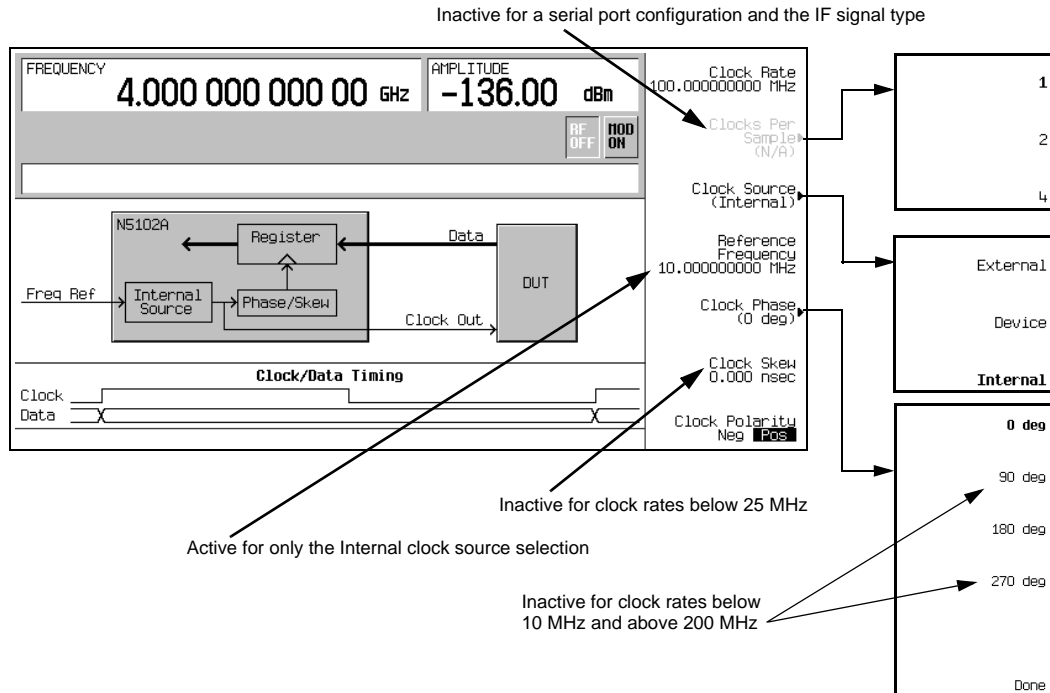 Inactive for a serial port configuration and the IF signal type
FREQUENCY
4.000 000 000 00 GHz
AMPLITUDE
-136.00 dBm
RF
OFF
MOD
ON
Clock Rate
100.000000000 MHz
Clocks Per
Sample
(N/A)
Clock Source
(Internal)
Reference
Frequency
10.000000000 MHz
Clock Phase
(0 deg)
Clock Skew
0.000 nsec
Clock Polarity
Neg Pos
N5102A
Register
Data
DUT
Freq Ref
Internal
Source
Phase/Skew
Clock Out
Clock/Data Timing
Clock
Data
1
2
4
External
Device
Internal
0 deg
90 deg
180 deg
270 deg
Done
Inactive for clock rates below 25 MHz
Active for only the Internal clock source selection
Inactive for clock rates below
10 MHz and above 200 MHz